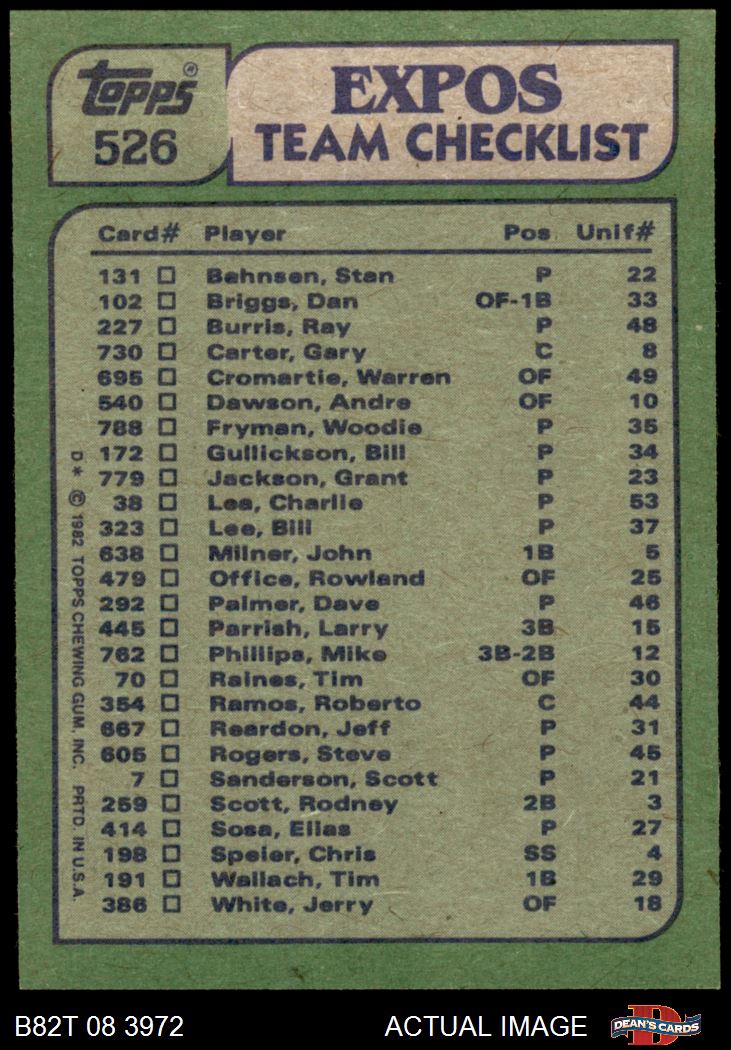 TOPPS®
526
EXPOS
TEAM CHECKLIST
Card# Player Pos Unif#
131 Bahnsen, Stan P 22
102 Briggs, Dan OF-1B 33
227 Burris, Ray P 48
730 Carter, Gary C 8
695 Cromartie, Warren OF 49
540 Dawson, Andre OF 10
788 Fryman, Woodie P 35
172 Gullickson, Bill P 34
779 Jackson, Grant P 23
38 Lea, Charlie P 53
323 Lee, Bill P 37
638 Milner, John 1B 5
479 Office, Rowland OF 25
292 Palmer, Dave P 46
445 Parrish, Larry 3B 15
762 Phillips, Mike 3B-2B 12
70 Raines, Tim OF 30
354 Ramos, Roberto C 44
667 Reardon, Jeff P 31
605 Rogers, Steve P 45
7 Sanderson, Scott P 21
259 Scott, Rodney 2B 3
414 Sosa, Elias P 27
198 Speier, Chris SS 4
191 Wallach, Tim 1B 29
386 White, Jerry OF 18
D* © 1982 TOPPS CHEWING GUM, INC. PRTD. IN U.S.A.
B82T 08 3972 ACTUAL IMAGE
D
DEAN'S CARDS